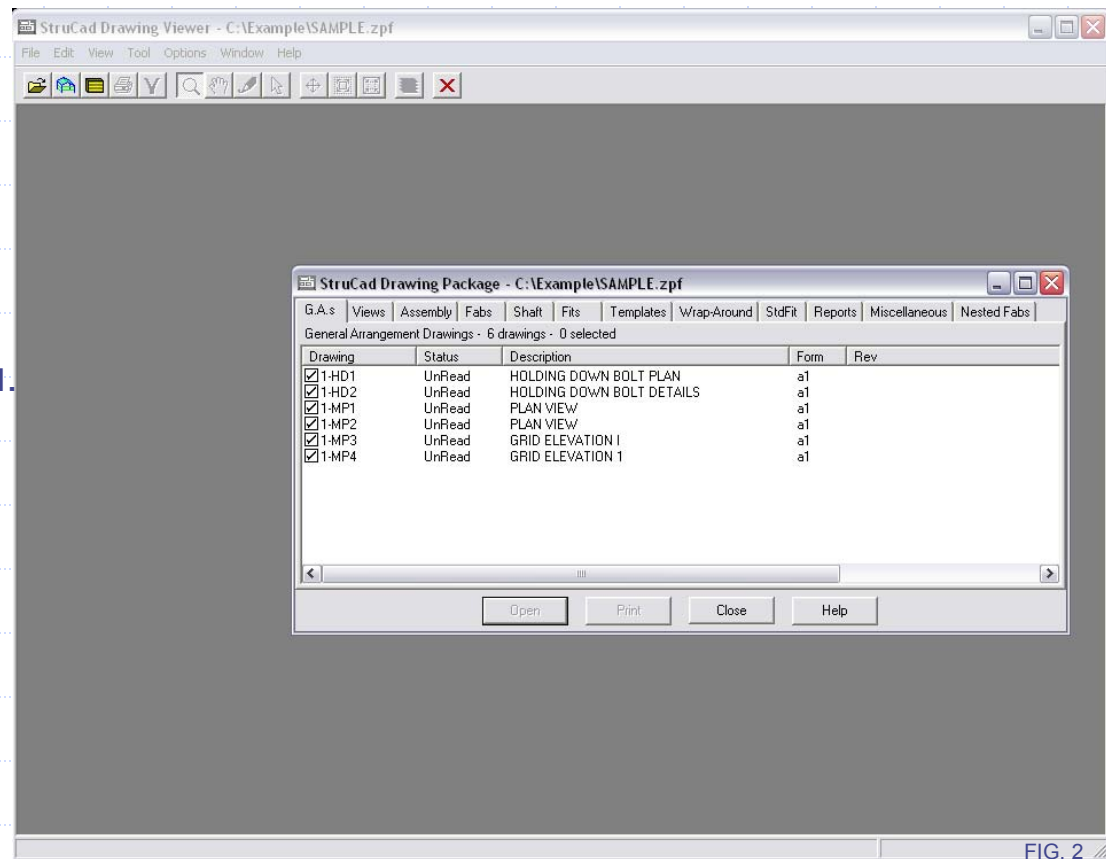 StruCad Drawing Viewer - C:\Example\SAMPLE.zpf
File Edit View Tool Options Window Help
StruCad Drawing Package - C:\Example\SAMPLE.zpf
G.A.s Views Assembly Fabs Shaft Fits Templates Wrap-Around StdFit Reports Miscellaneous Nested Fabs
General Arrangement Drawings - 6 drawings - 0 selected
Drawing Status Description Form Rev
1-HD1 UnRead HOLDING DOWN BOLT PLAN a1
1-HD2 UnRead HOLDING DOWN BOLT DETAILS a1
1-MP1 UnRead PLAN VIEW a1
1-MP2 UnRead PLAN VIEW a1
1-MP3 UnRead GRID ELEVATION I a1
1-MP4 UnRead GRID ELEVATION 1 a1
Open Print Close Help
FIG. 2